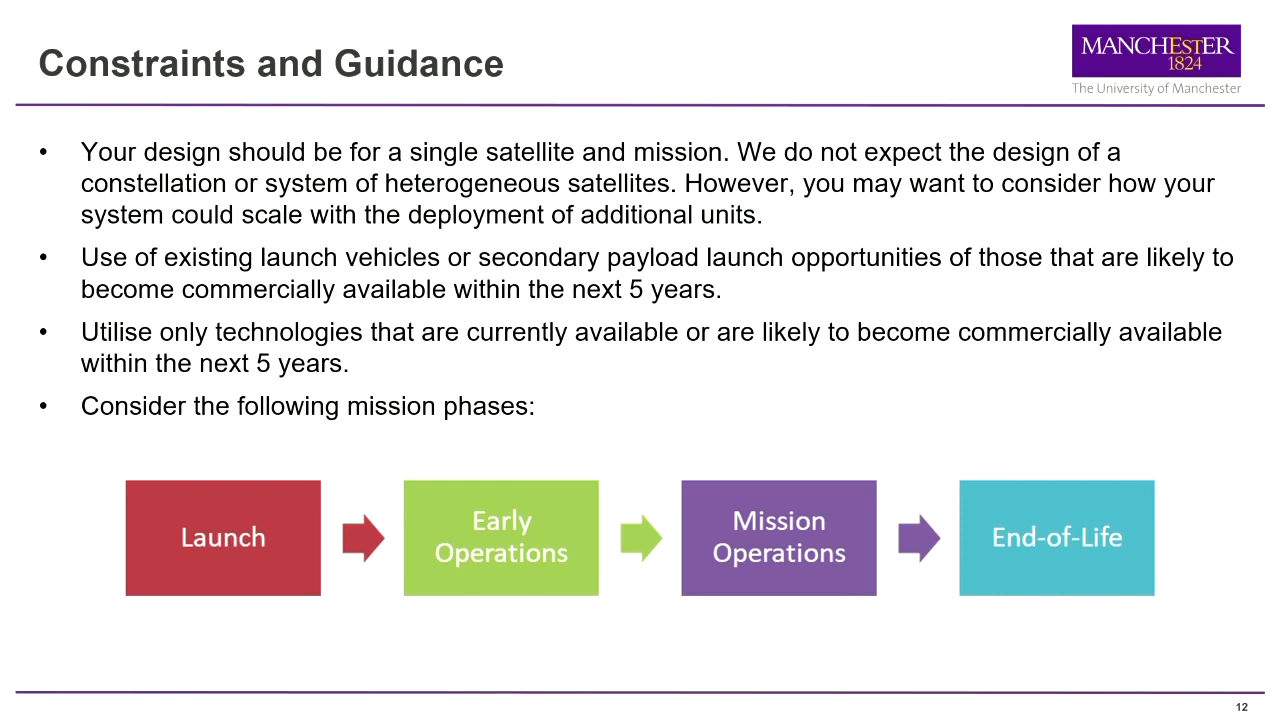 Constraints and Guidance
MANCHESTER
1824
The University of Manchester
• Your design should be for a single satellite and mission. We do not expect the design of a
constellation or system of heterogeneous satellites. However, you may want to consider how your
system could scale with the deployment of additional units.
• Use of existing launch vehicles or secondary payload launch opportunities of those that are likely to
become commercially available within the next 5 years.
• Utilise only technologies that are currently available or are likely to become commercially available
within the next 5 years.
• Consider the following mission phases:
Launch
Early
Operations
Mission
Operations
End-of-Life
12